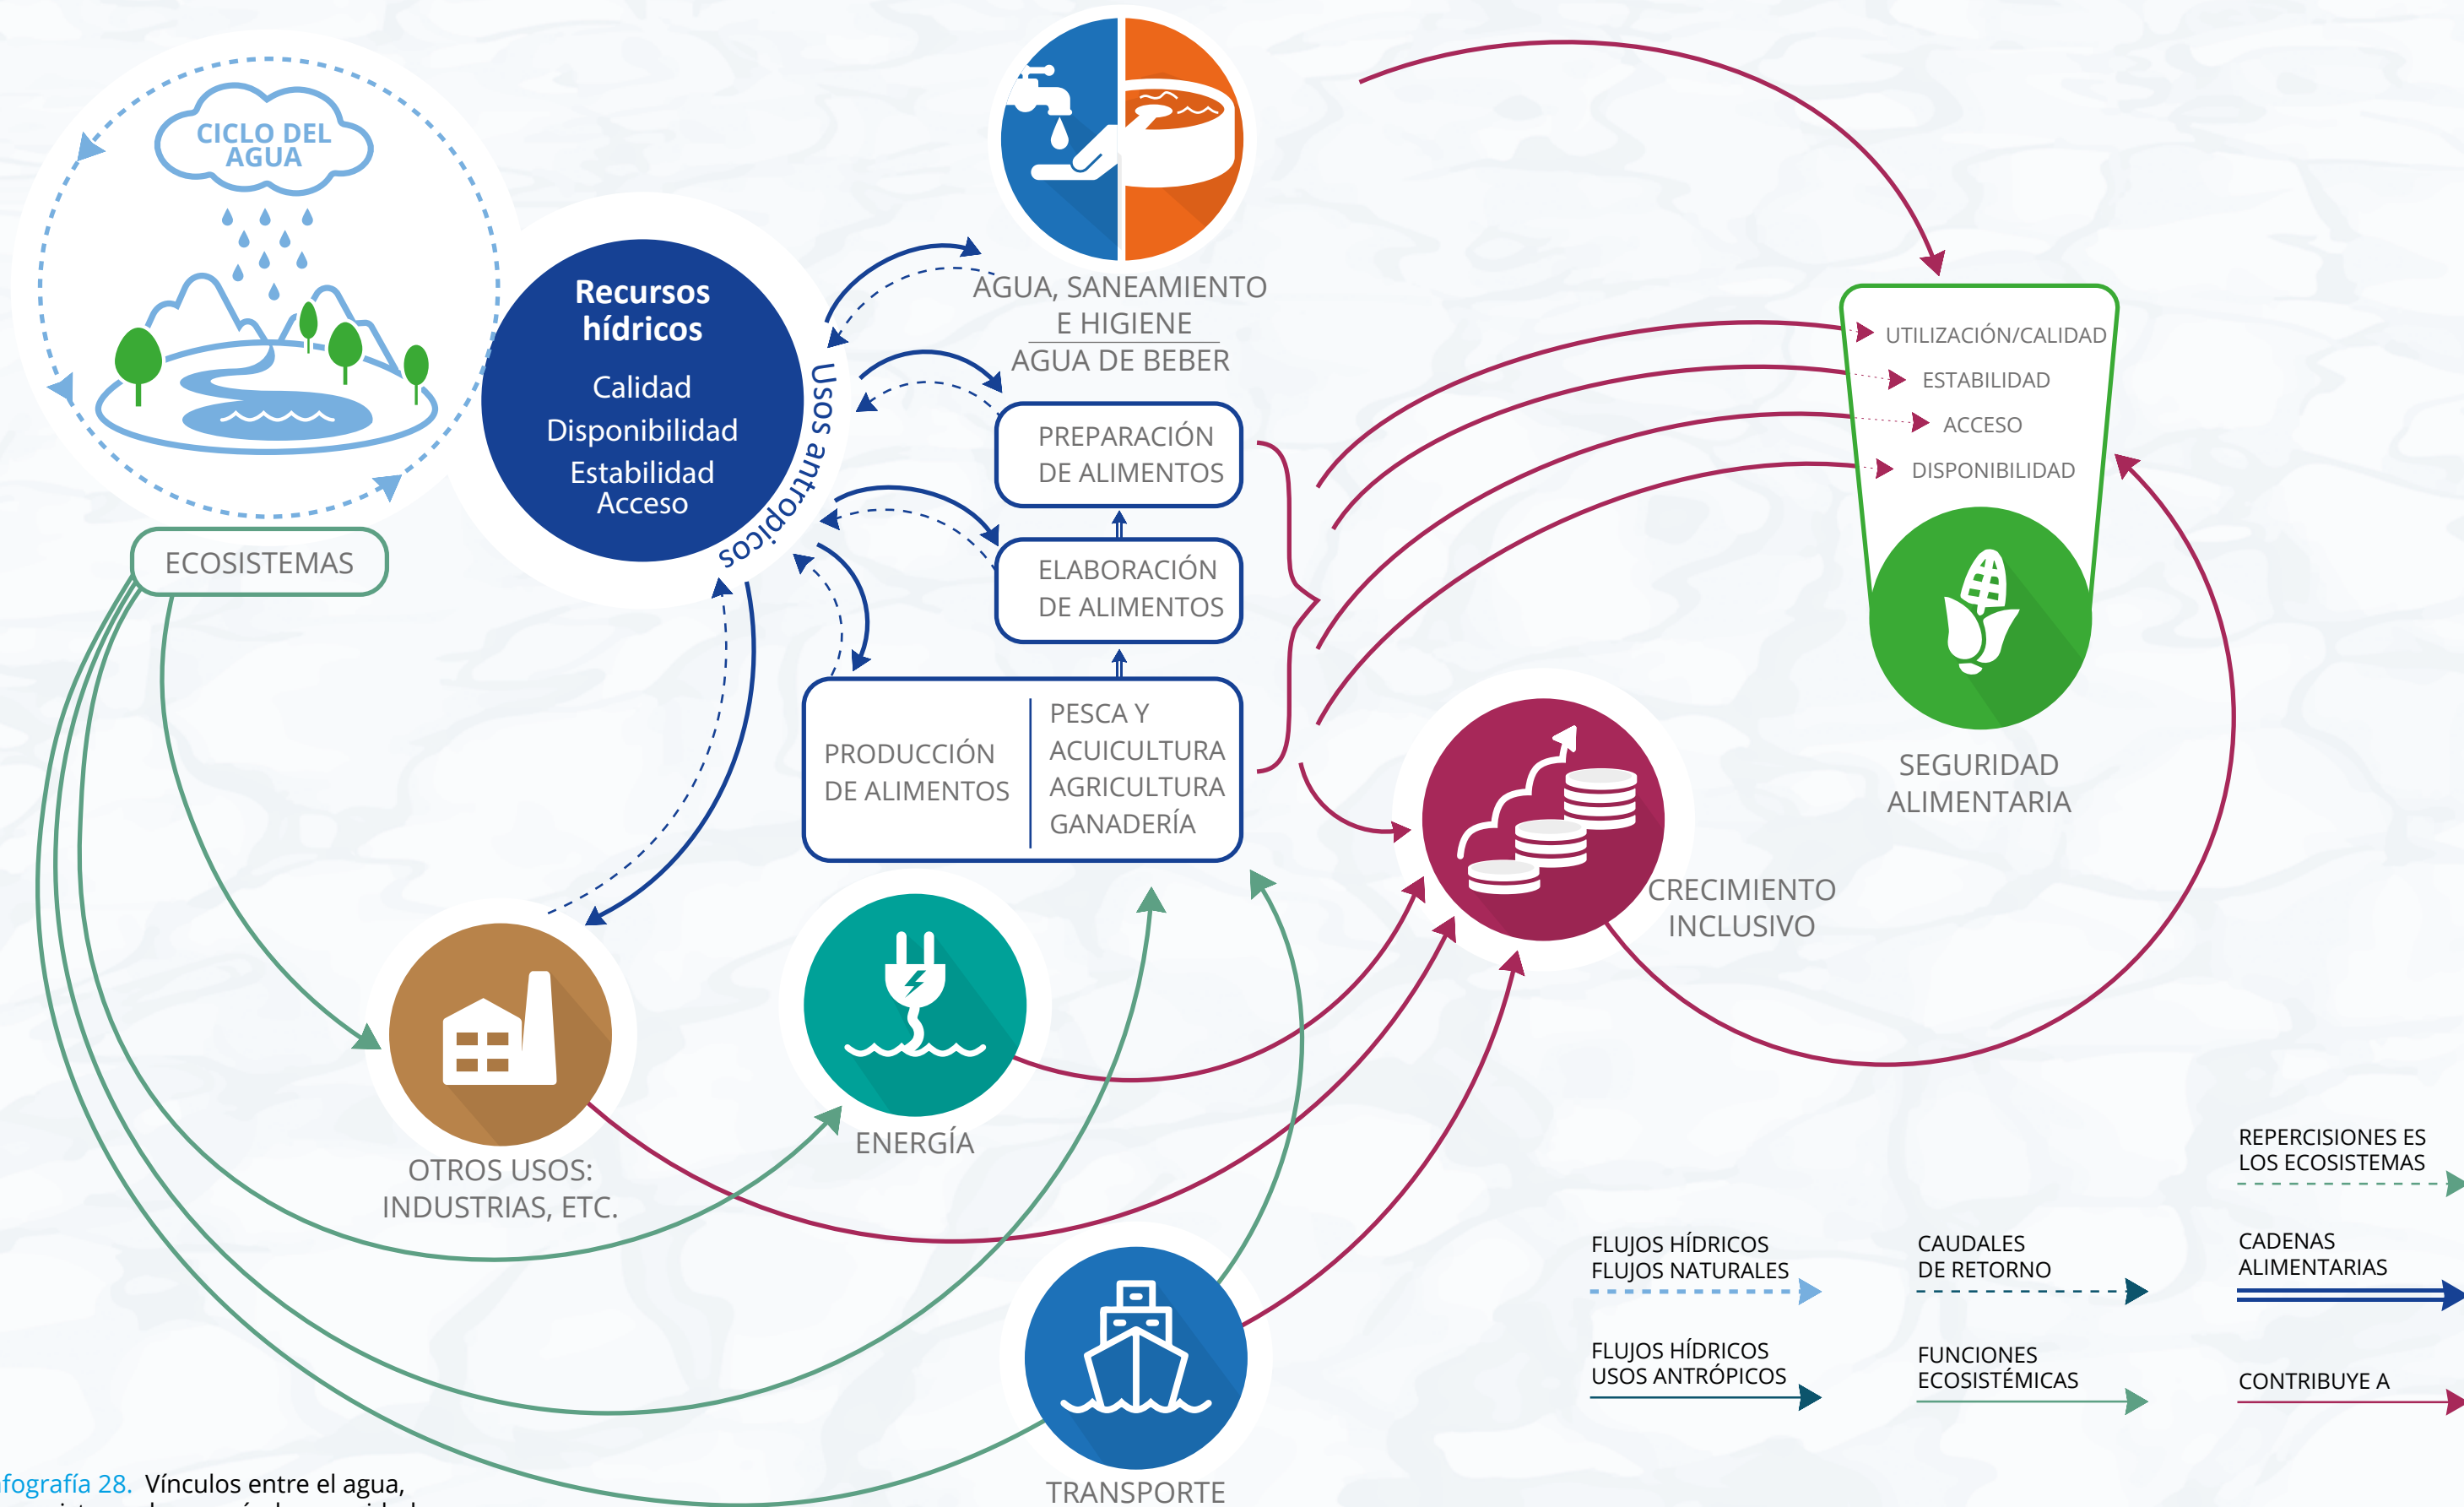 CICLO DEL
AGUA
Recursos
hídricos
Calidad
Disponibilidad
Estabilidad
Acceso
Usos antropicos
ECOSISTEMAS
AGUA, SANEAMIENTO
E HIGIENE
AGUA DE BEBER
PREPARACIÓN
DE ALIMENTOS
ELABORACIÓN
DE ALIMENTOS
PRODUCCIÓN
DE ALIMENTOS
PESCA Y
ACUICULTURA
AGRICULTURA
GANADERÍA
UTILIZACIÓN/CALIDAD
ESTABILIDAD
ACCESO
DISPONIBILIDAD
SEGURIDAD
ALIMENTARIA
CRECIMIENTO
INCLUSIVO
OTROS USOS:
INDUSTRIAS, ETC.
ENERGÍA
TRANSPORTE
REPERCISIONES ES
LOS ECOSISTEMAS
FLUJOS HÍDRICOS
FLUJOS NATURALES
CAUDALES
DE RETORNO
CADENAS
ALIMENTARIAS
FLUJOS HÍDRICOS
USOS ANTRÓPICOS
FUNCIONES
ECOSISTÉMICAS
CONTRIBUYE A
nfografía 28. Vínculos entre el agua,